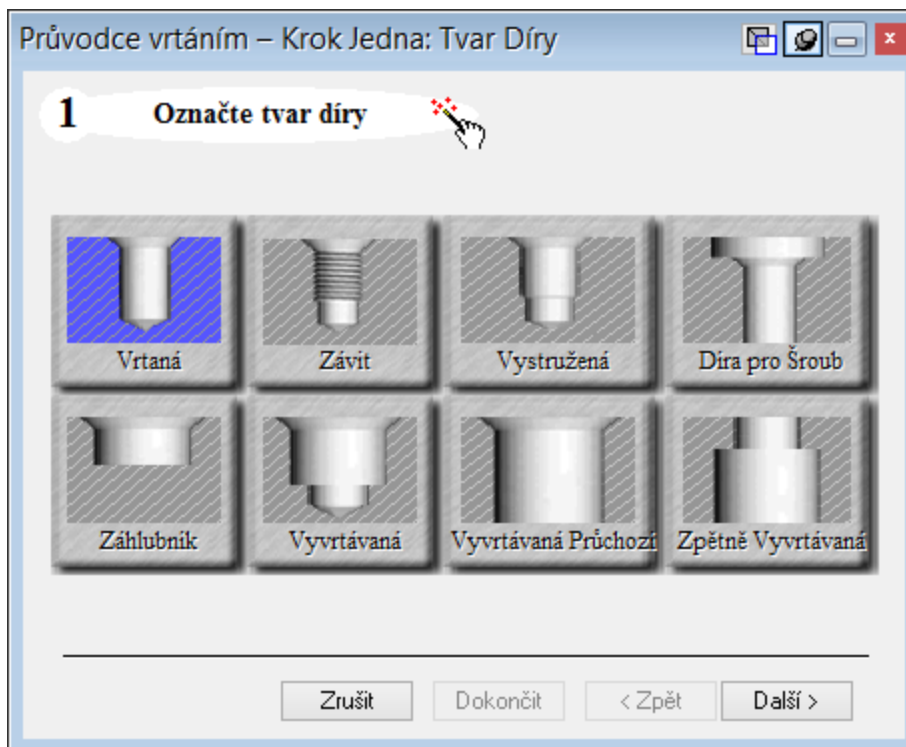 Průvodce vrtáním – Krok Jedna: Tvar Díry
1 Označte tvar díry
Vrtaná
Závit
Vystružená
Díra pro Šroub
Záhlubník
Vyvrtávaná
Vyvrtávaná Průchozí
Zpětně Vyvrtávaná
Zrušit
Dokončit
< Zpět
Další >